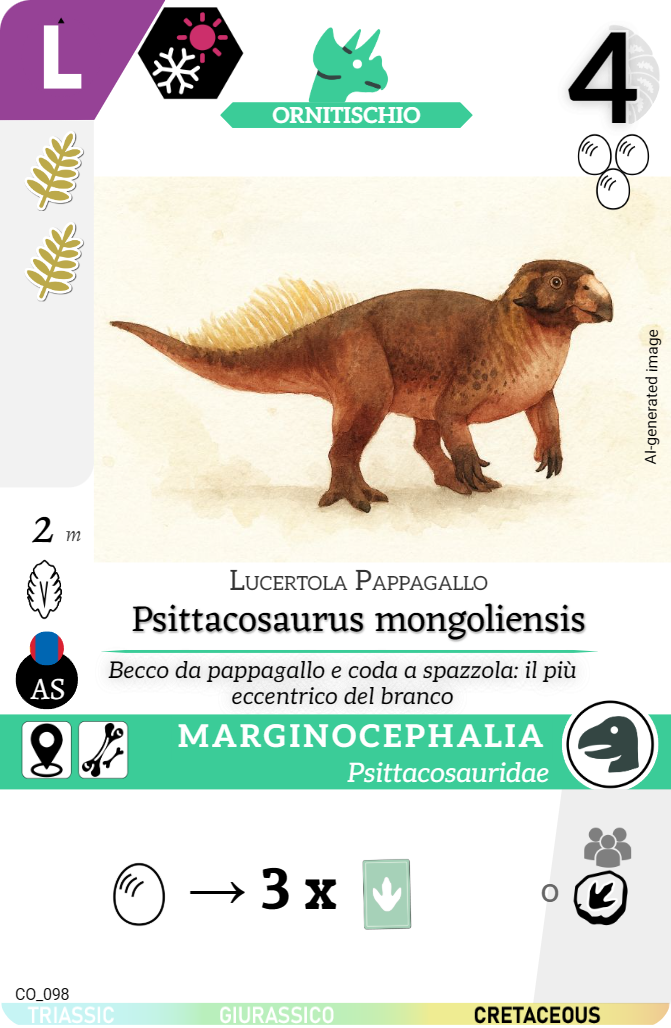 L
ORNITISCHIO
4
AI-generated image
2 m
Lucertola Pappagallo
Psittacosaurus mongoliensis
AS
Becco da pappagallo e coda a spazzola: il più
eccentrico del branco
MARGINOCEPHALIA
Psittacosauridae
3 x
o
CO_098
TRIASSIC GIURASSICO CRETACEOUS